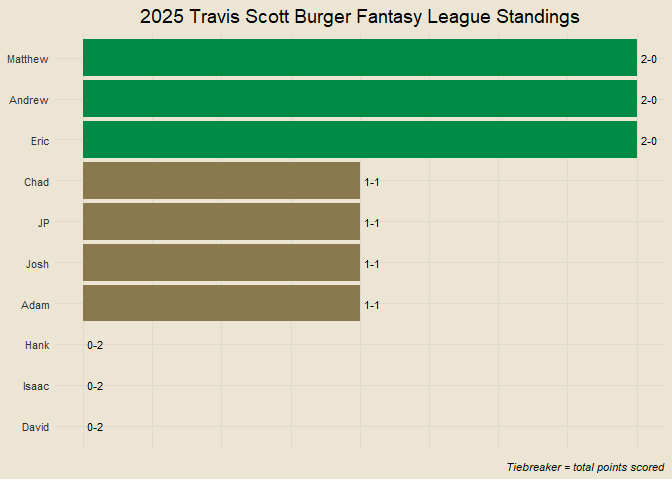 2025 Travis Scott Burger Fantasy League Standings
Matthew 2-0
Andrew 2-0
Eric 2-0
Chad 1-1
JP 1-1
Josh 1-1
Adam 1-1
Hank 0-2
Isaac 0-2
David 0-2
Tiebreaker = total points scored